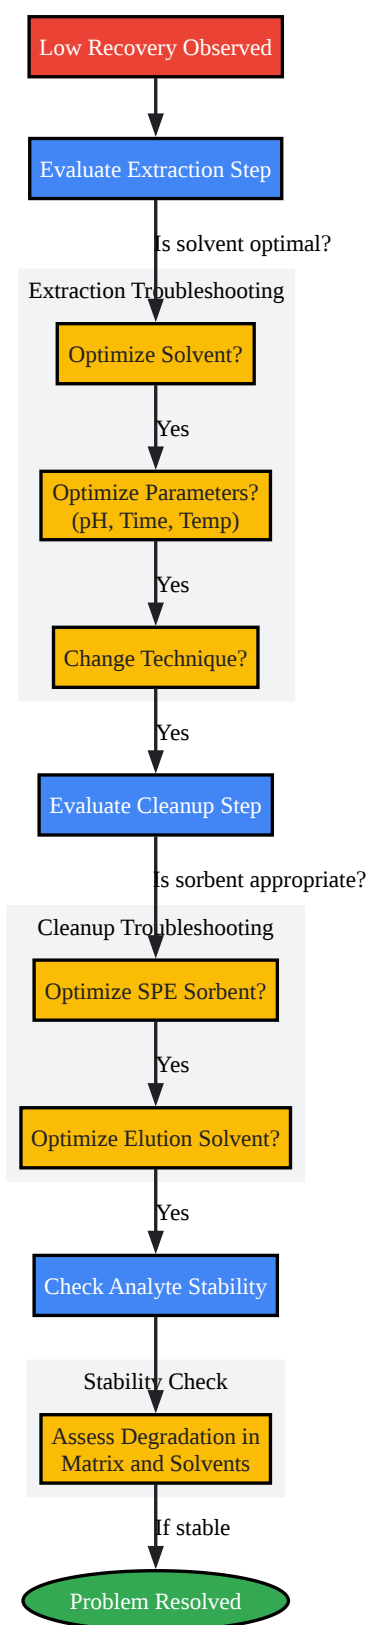 Low Recovery Observed
Evaluate Extraction Step
Is solvent optimal?
Extraction Troubleshooting
Optimize Solvent?
Yes
Optimize Parameters?
(pH, Time, Temp)
Yes
Change Technique?
Yes
Evaluate Cleanup Step
Is sorbent appropriate?
Cleanup Troubleshooting
Optimize SPE Sorbent?
Yes
Optimize Elution Solvent?
Yes
Check Analyte Stability
Stability Check
Assess Degradation in
Matrix and Solvents
If stable
Problem Resolved